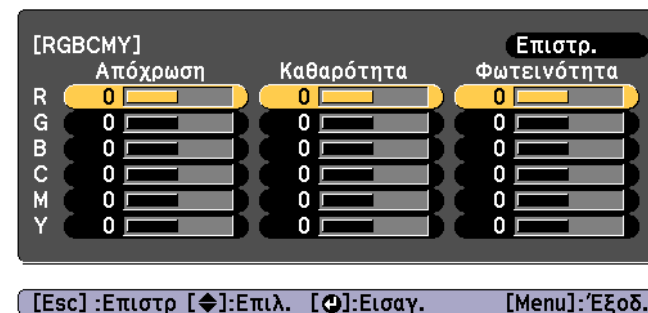 [RGBCMY] Επιστρ.
Απόχρωση Καθαρότητα Φωτεινότητα
R 0 0 0
G 0 0 0
B 0 0 0
C 0 0 0
M 0 0 0
Y 0 0 0
[Esc] :Επιστρ [◆]:Επιλ. [↵]:Εισαγ. [Menu]:Έξοδ.